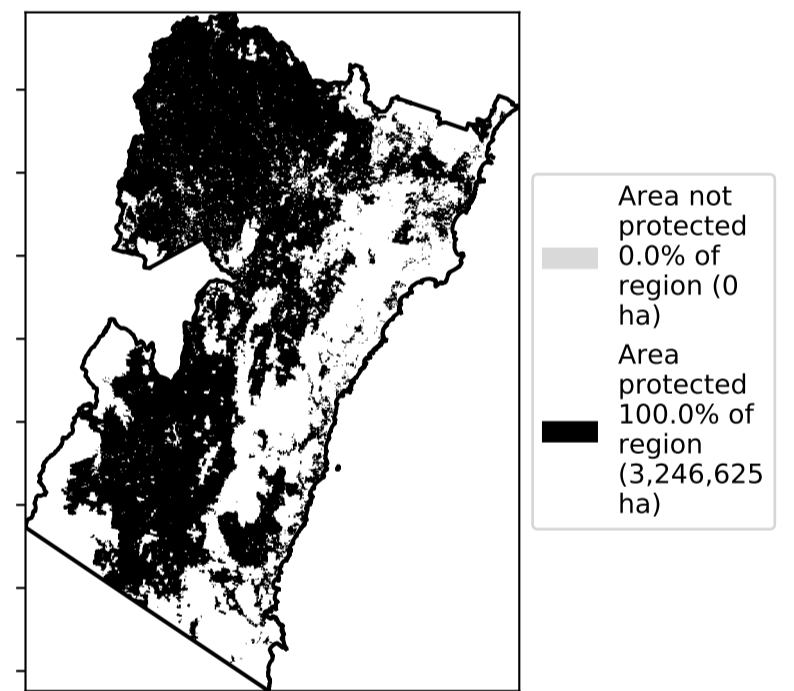 Area not
protected
0.0% of
region (0
ha)
Area
protected
100.0% of
region
(3,246,625
ha)